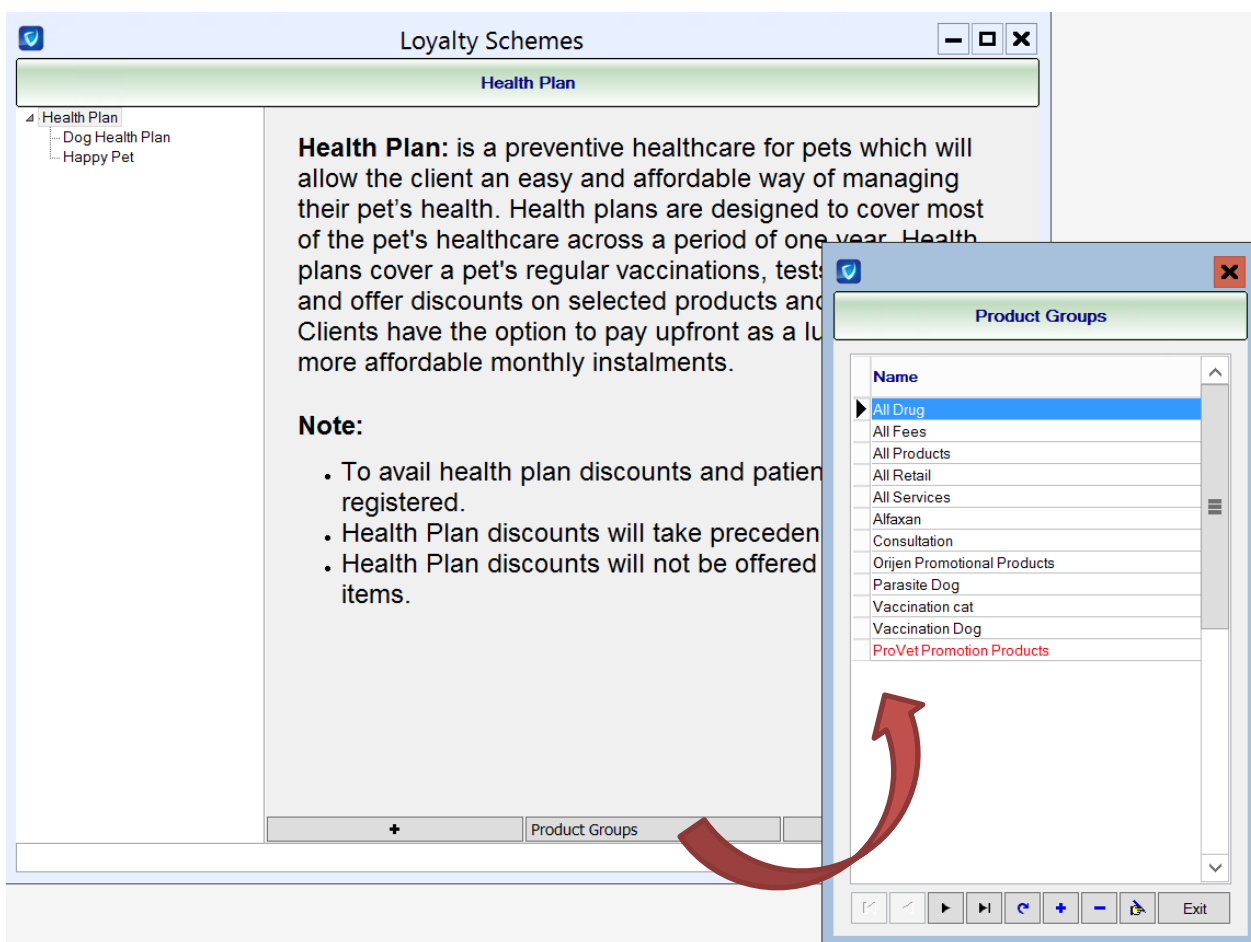 Loyalty Schemes
Health Plan
Health Plan
Dog Health Plan
Happy Pet
Health Plan: is a preventive healthcare for pets which will
allow the client an easy and affordable way of managing
their pet's health. Health plans are designed to cover most
of the pet's healthcare across a period of one year. Health
plans cover a pet's regular vaccinations, tests
and offer discounts on selected products and
Clients have the option to pay upfront as a lu
more affordable monthly instalments.
Note:
• To avail health plan discounts and patien
registered.
• Health Plan discounts will take preceden
• Health Plan discounts will not be offered
items.
+
Product Groups
Product Groups
Name
All Drug
All Fees
All Products
All Retail
All Services
Alfaxan
Consultation
Orijen Promotional Products
Parasite Dog
Vaccination cat
Vaccination Dog
ProVet Promotion Products
Exit